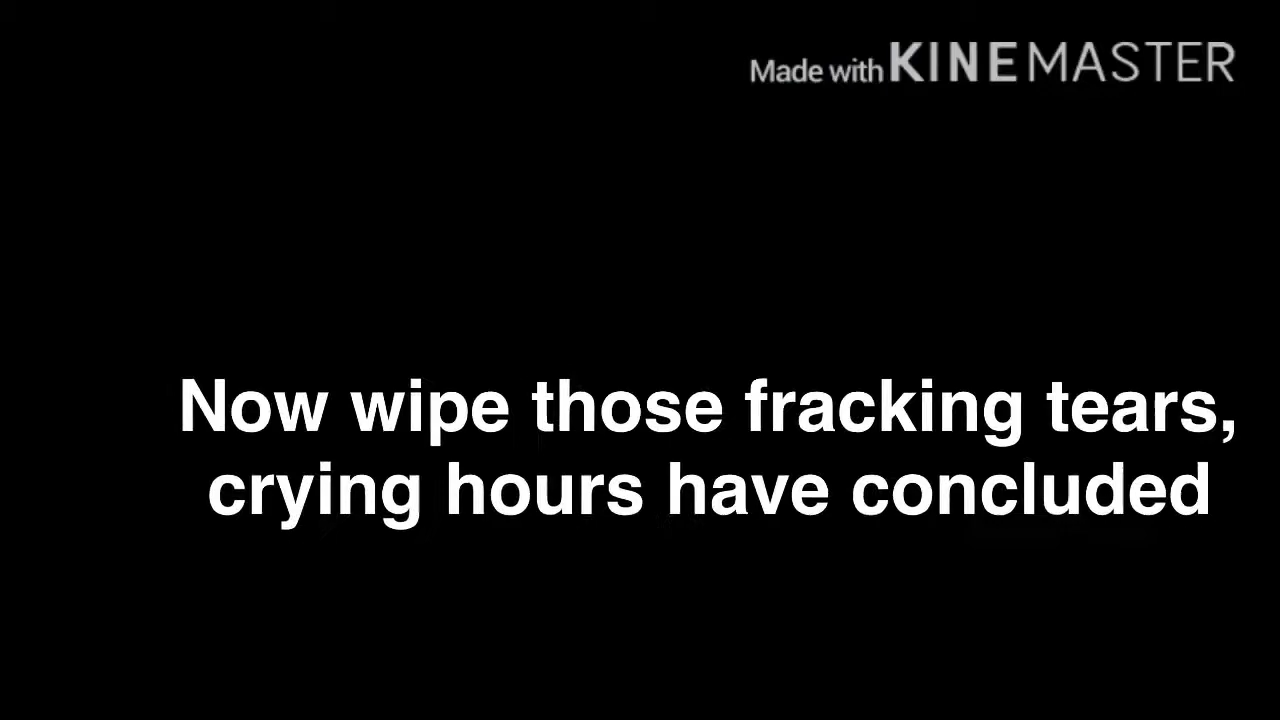 Made with KINEMASTER
Now wipe those fracking tears,
crying hours have concluded